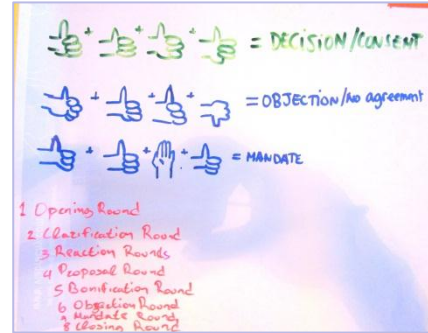 = DECISION/CONSENT
= OBJECTION/No agreement
= MANDATE
1 Opening Round
2 Clarification Round
3 Reaction Rounds
4 Proposal Round
5 Bonification Round
6 Objection Round
7 Mandate Round
8 Closing Round